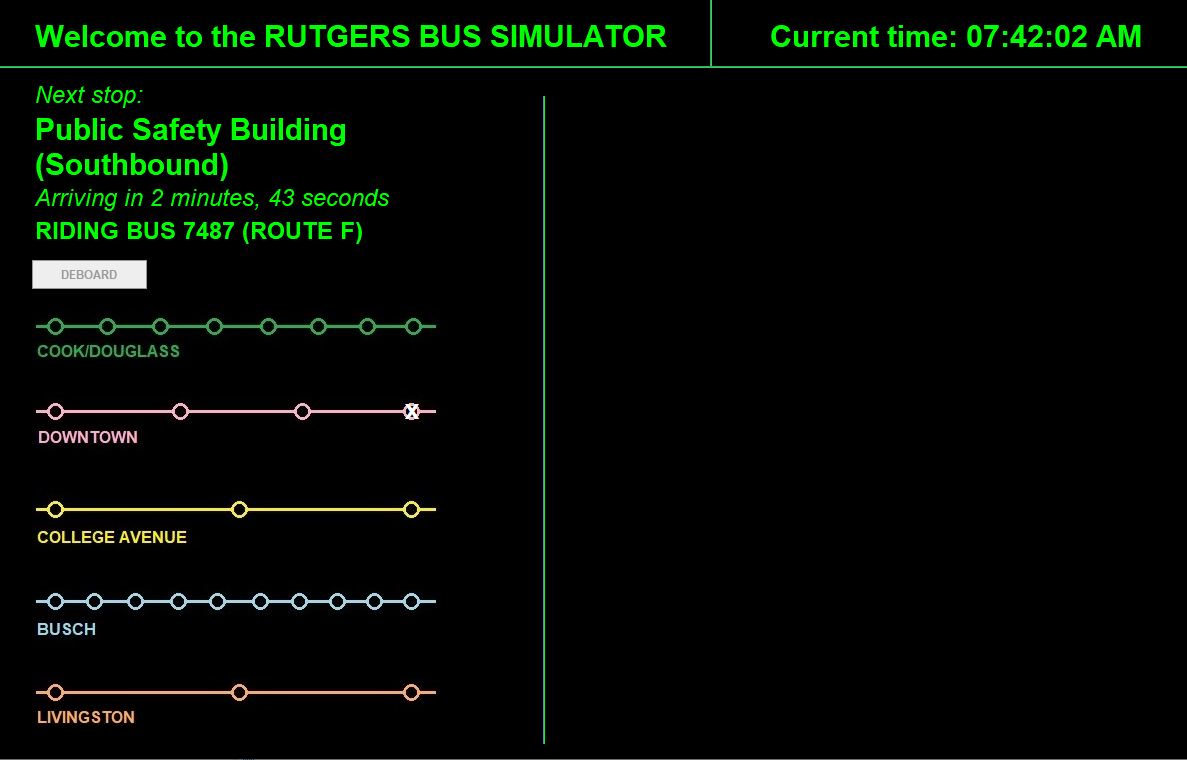 Welcome to the RUTGERS BUS SIMULATOR
Current time: 07:42:02 AM
Next stop:
Public Safety Building
(Southbound)
Arriving in 2 minutes, 43 seconds
RIDING BUS 7487 (ROUTE F)
DEBOARD
COOK/DOUGLASS
X
DOWNTOWN
COLLEGE AVENUE
BUSCH
LIVINGSTON